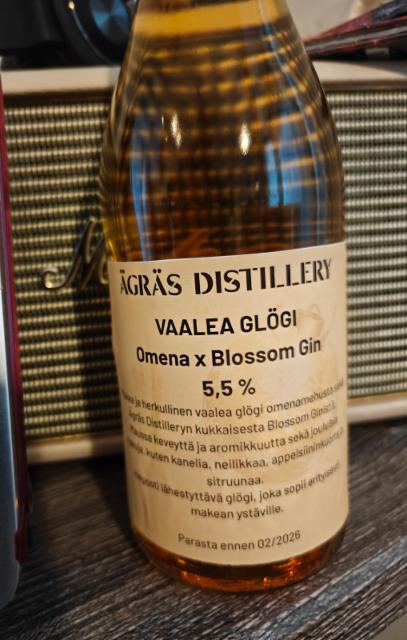 ÄGRÄS DISTILLERY
VAALEA GLÖGI
Omena x Blossom Gin
5,5 %
ja herkullinen vaalea glögi omenamehusta sekä
Ägräs Distilleryn kukkaisesta Blossom Ginistä.
Maussa keveyttä ja aromikkuutta sekä jouluisia
kuten kanelia, neilikkaa, appelsiininkuorta ja
sitruunaa.
Helposti lähestyttävä glögi, joka sopii erityisesti
makean ystäville.
Parasta ennen 02/2026